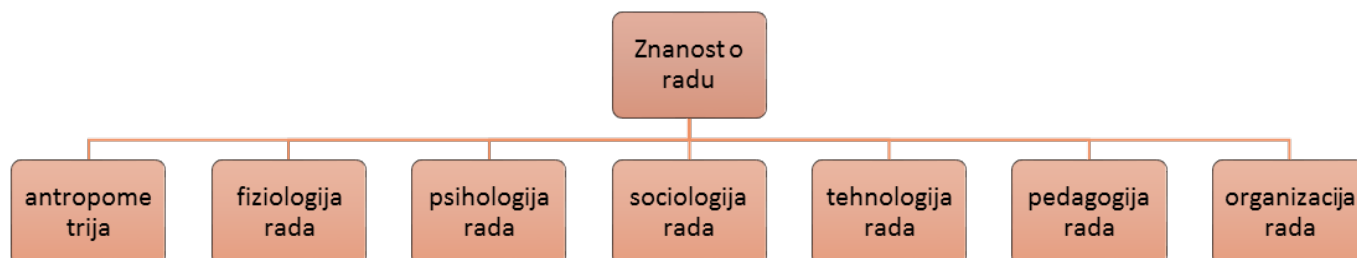 Znanost o
radu
antropome
trija
fiziologija
rada
psihologija
rada
sociologija
rada
tehnologija
rada
pedagogija
rada
organizacija
rada